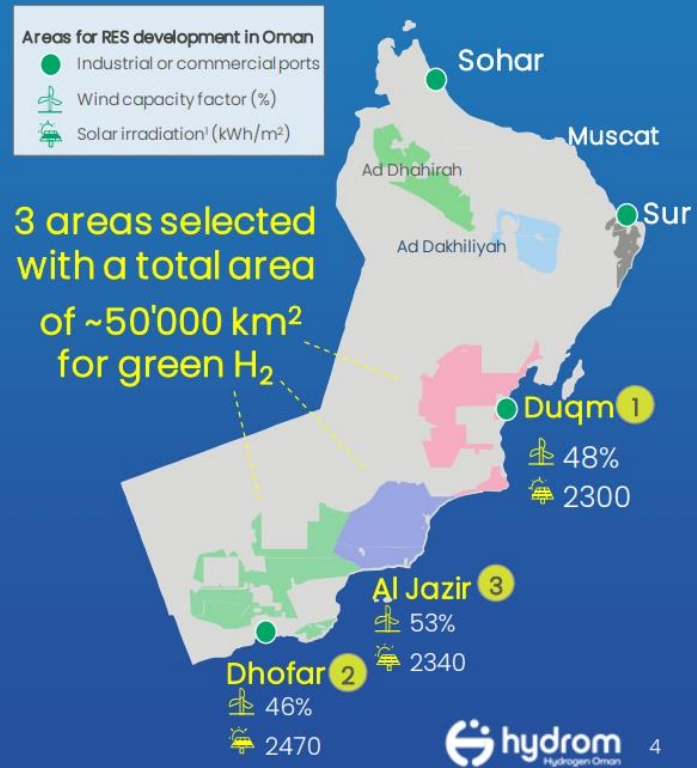 Areas for RES development in Oman
Industrial or commercial ports
Wind capacity factor (%)
Solar irradiation¹ (kWh/m²)
Sohar
Muscat
Ad Dhahirah
Sur
Ad Dakhiliyah
3 areas selected
with a total area
of ~50'000 km²
for green H₂
Duqm 1
48%
2300
Al Jazir 3
53%
2340
Dhofar 2
46%
2470
hydrom
Hydrogen Oman
4